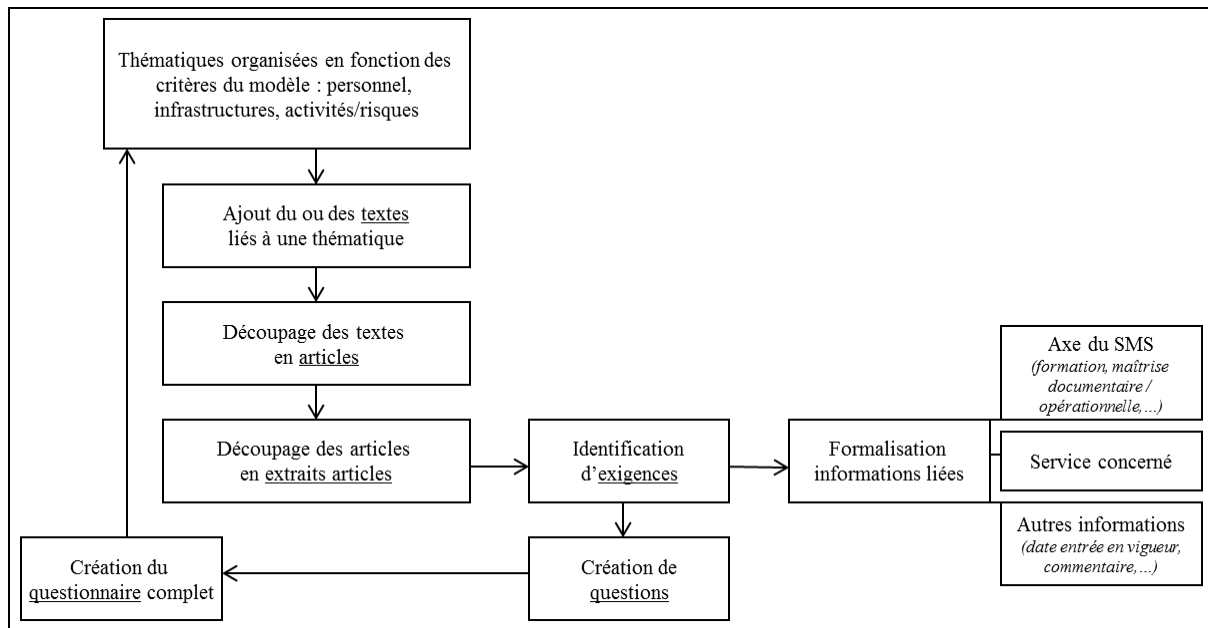 Thématiques organisées en fonction des
critères du modèle : personnel,
infrastructures, activités/risques
Ajout du ou des textes
liés à une thématique
Découpage des textes
en articles
Découpage des articles
en extraits articles
Identification
d'exigences
Formalisation
informations liées
Axe du SMS
(formation, maîtrise
documentaire /
opérationnelle,...)
Service concerné
Autres informations
(date entrée en vigueur,
commentaire,...)
Création de
questions
Création du
questionnaire complet